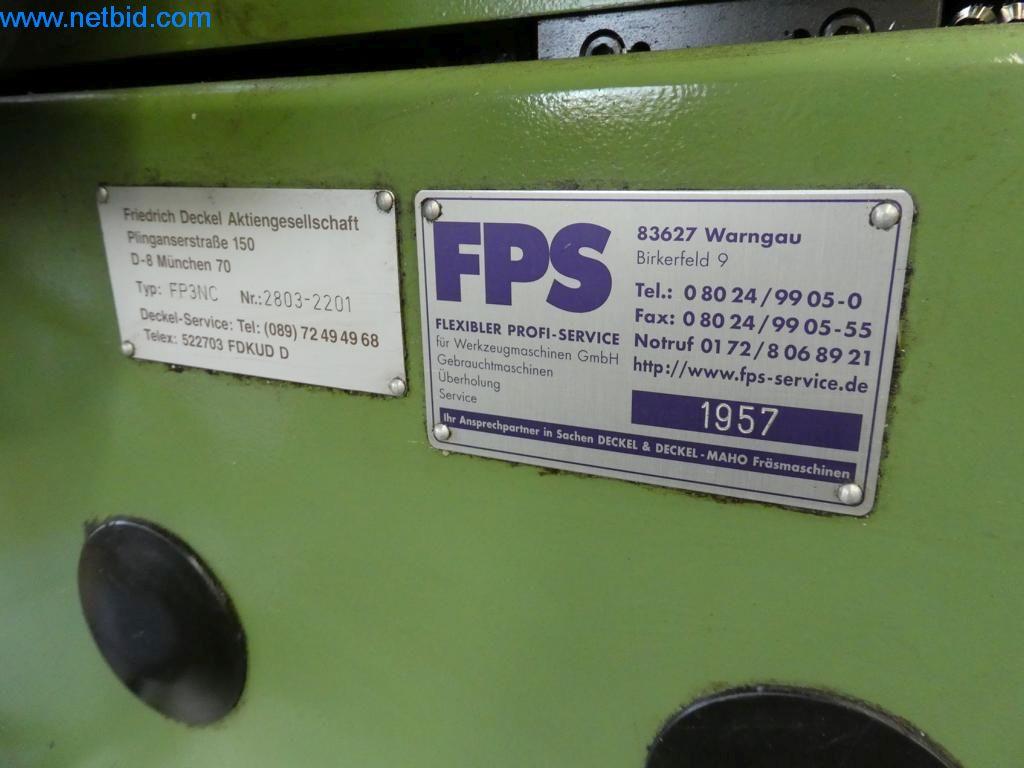 www.netbid.com
Friedrich Deckel Aktiengesellschaft
Plinganserstraße 150
D-8 München 70
Typ: FP3NC Nr.: 2803-2201
Deckel-Service: Tel: (089) 72 49 49 68
Telex: 522703 FDKUD D
FPS
FLEXIBLER PROFI-SERVICE
für Werkzeugmaschinen GmbH
Gebrauchtmaschinen
Überholung
Service
83627 Warngau
Birkerfeld 9
Tel.: 0 80 24/99 05-0
Fax: 0 80 24/99 05-55
Notruf 01 72/8 06 89 21
http://www.fps-service.de
1957
Ihr Ansprechpartner in Sachen DECKEL & DECKEL-MAHO Fräsmaschinen